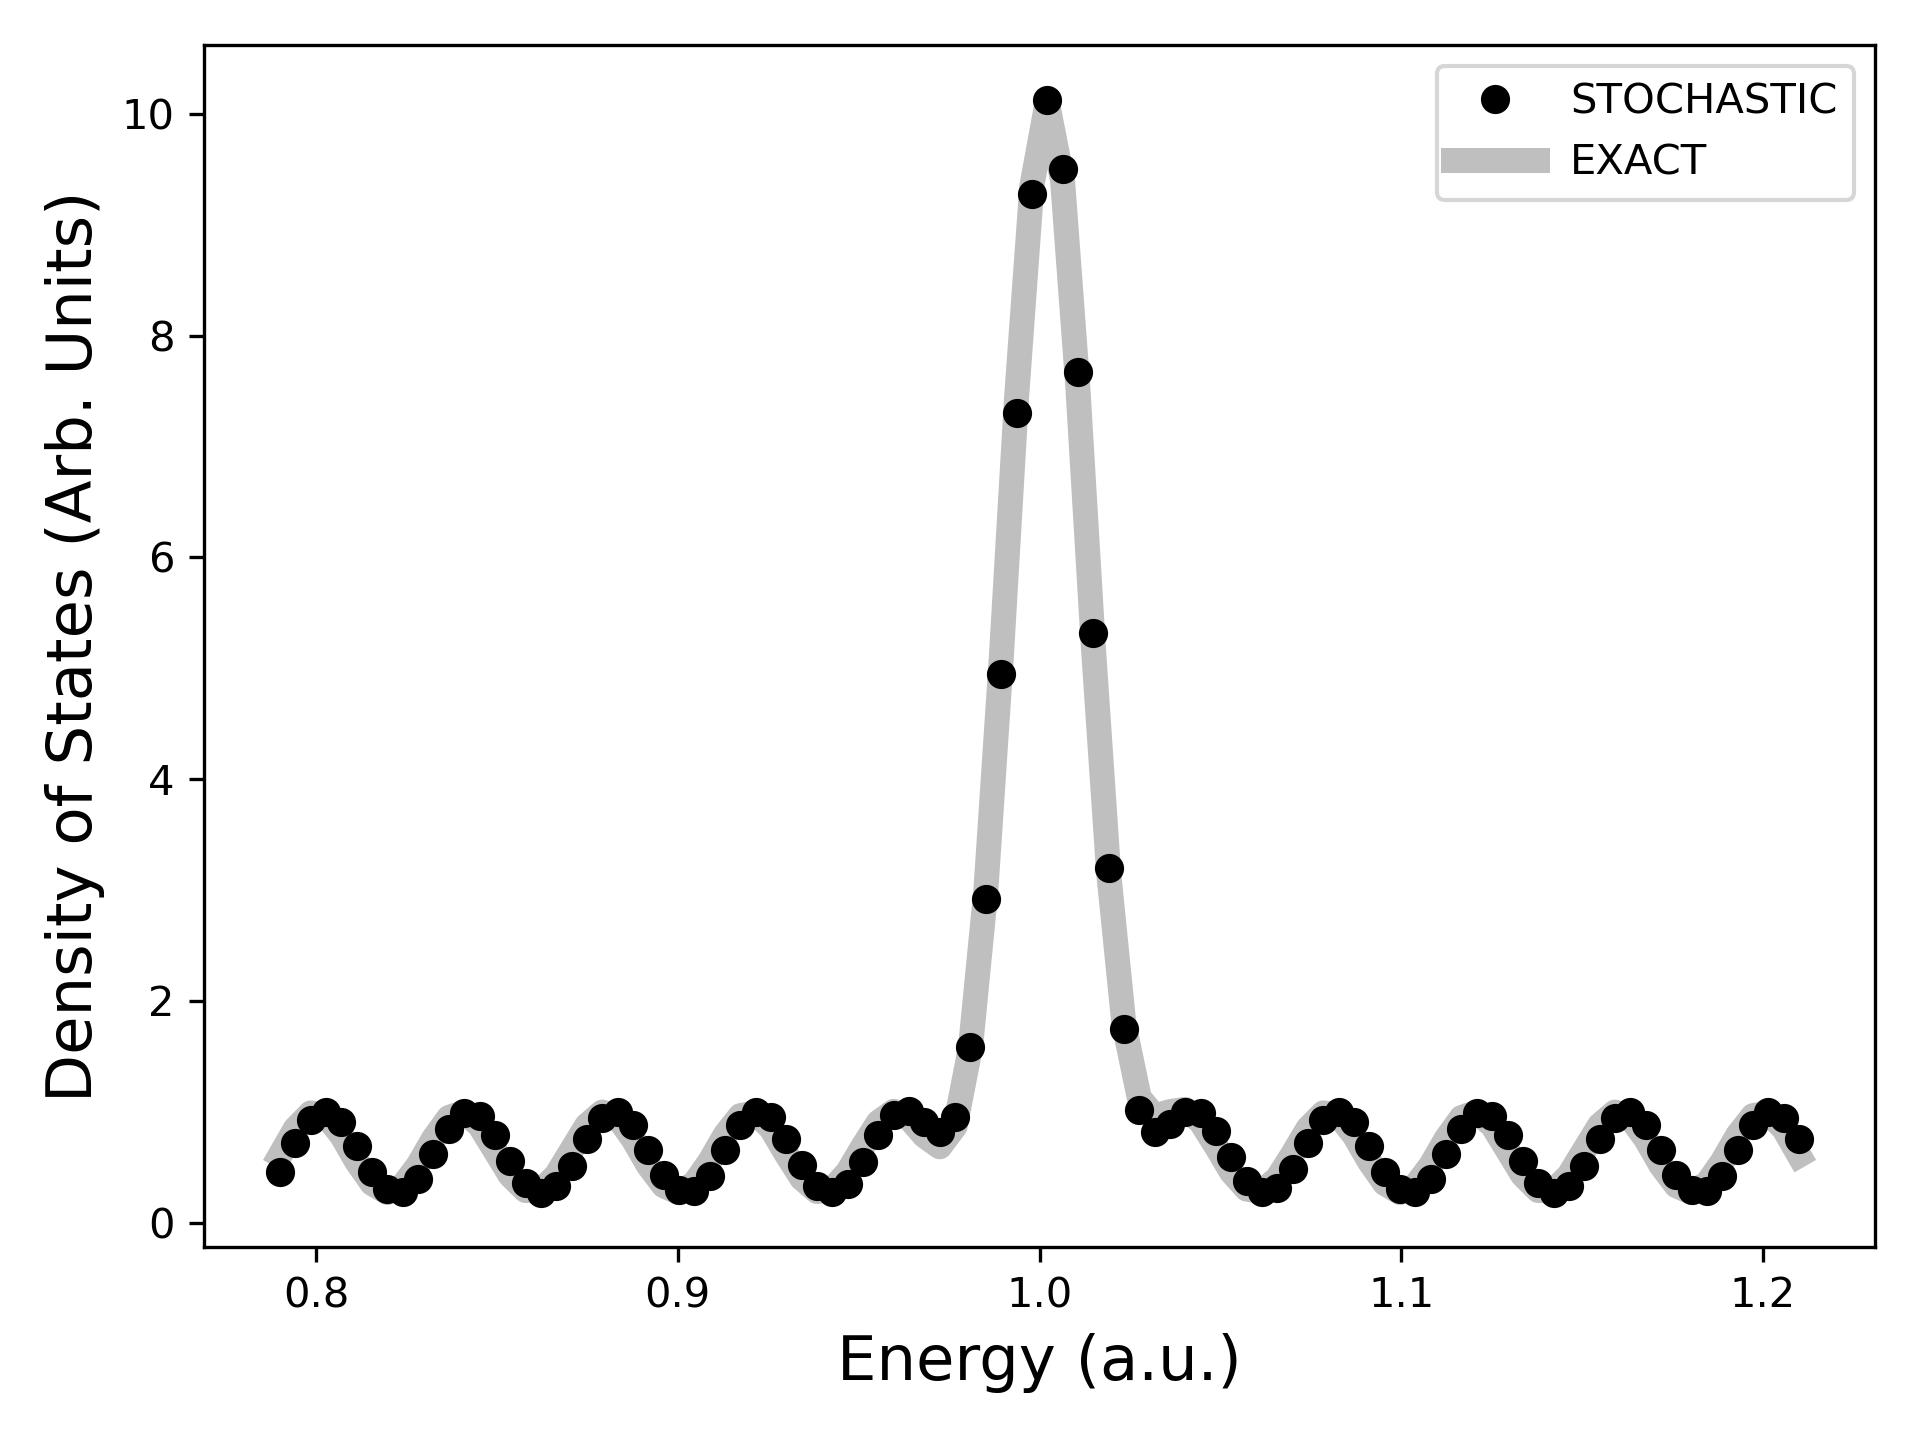 STOCHASTIC
EXACT
Density of States (Arb. Units)
10
8
6
4
2
0
0.8 0.9 1.0 1.1 1.2
Energy (a.u.)